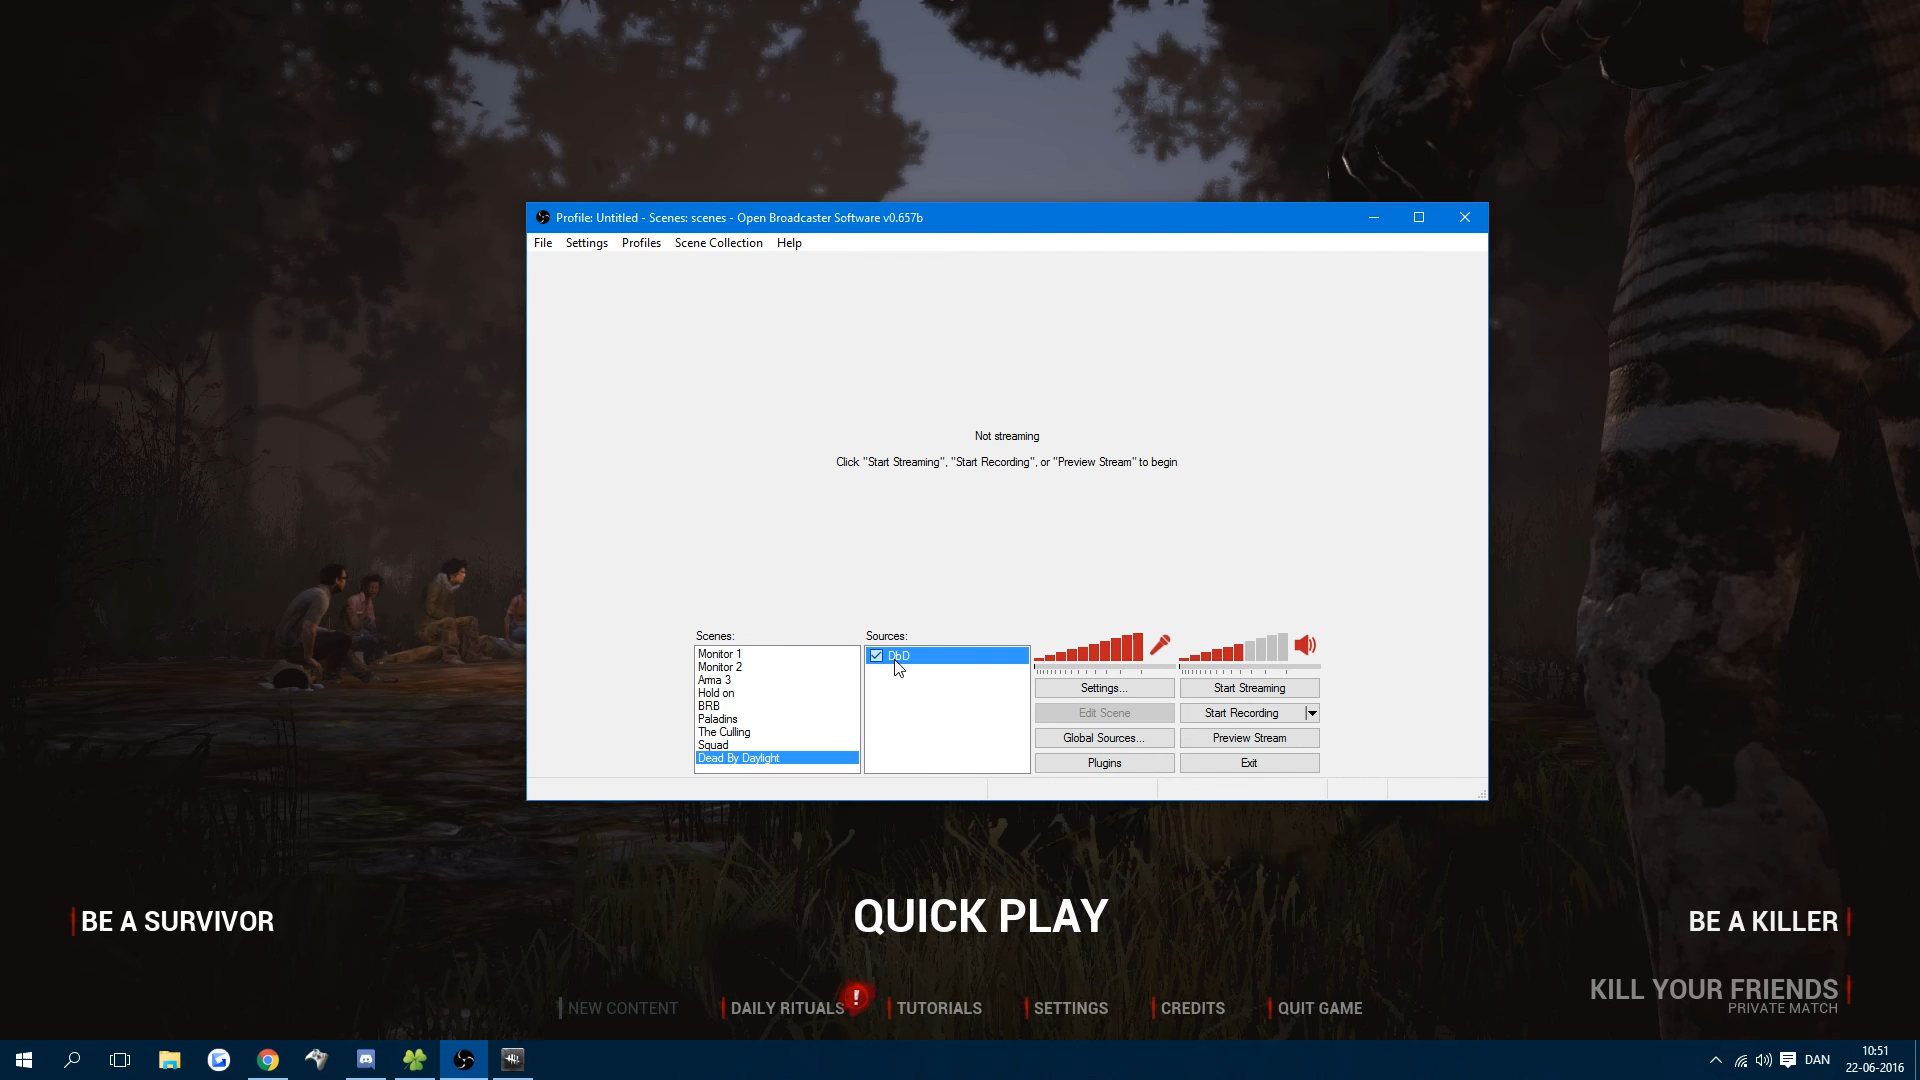 Profile: Untitled - Scenes: scenes - Open Broadcaster Software v0.657b
File Settings Profiles Scene Collection Help
Not streaming
Click "Start Streaming", "Start Recording", or "Preview Stream" to begin
Scenes:
Monitor 1
Monitor 2
Arma 3
Hold on
BRB
Paladins
The Culling
Squad
Dead By Daylight
Sources:
DbD
Settings...
Start Streaming
Edit Scene
Start Recording
Global Sources...
Preview Stream
Plugins
Exit
BE A SURVIVOR
QUICK PLAY
BE A KILLER
KILL YOUR FRIENDS
PRIVATE MATCH
NEW CONTENT
DAILY RITUALS
!
TUTORIALS
SETTINGS
CREDITS
QUIT GAME
DAN
10:51
22-06-2016